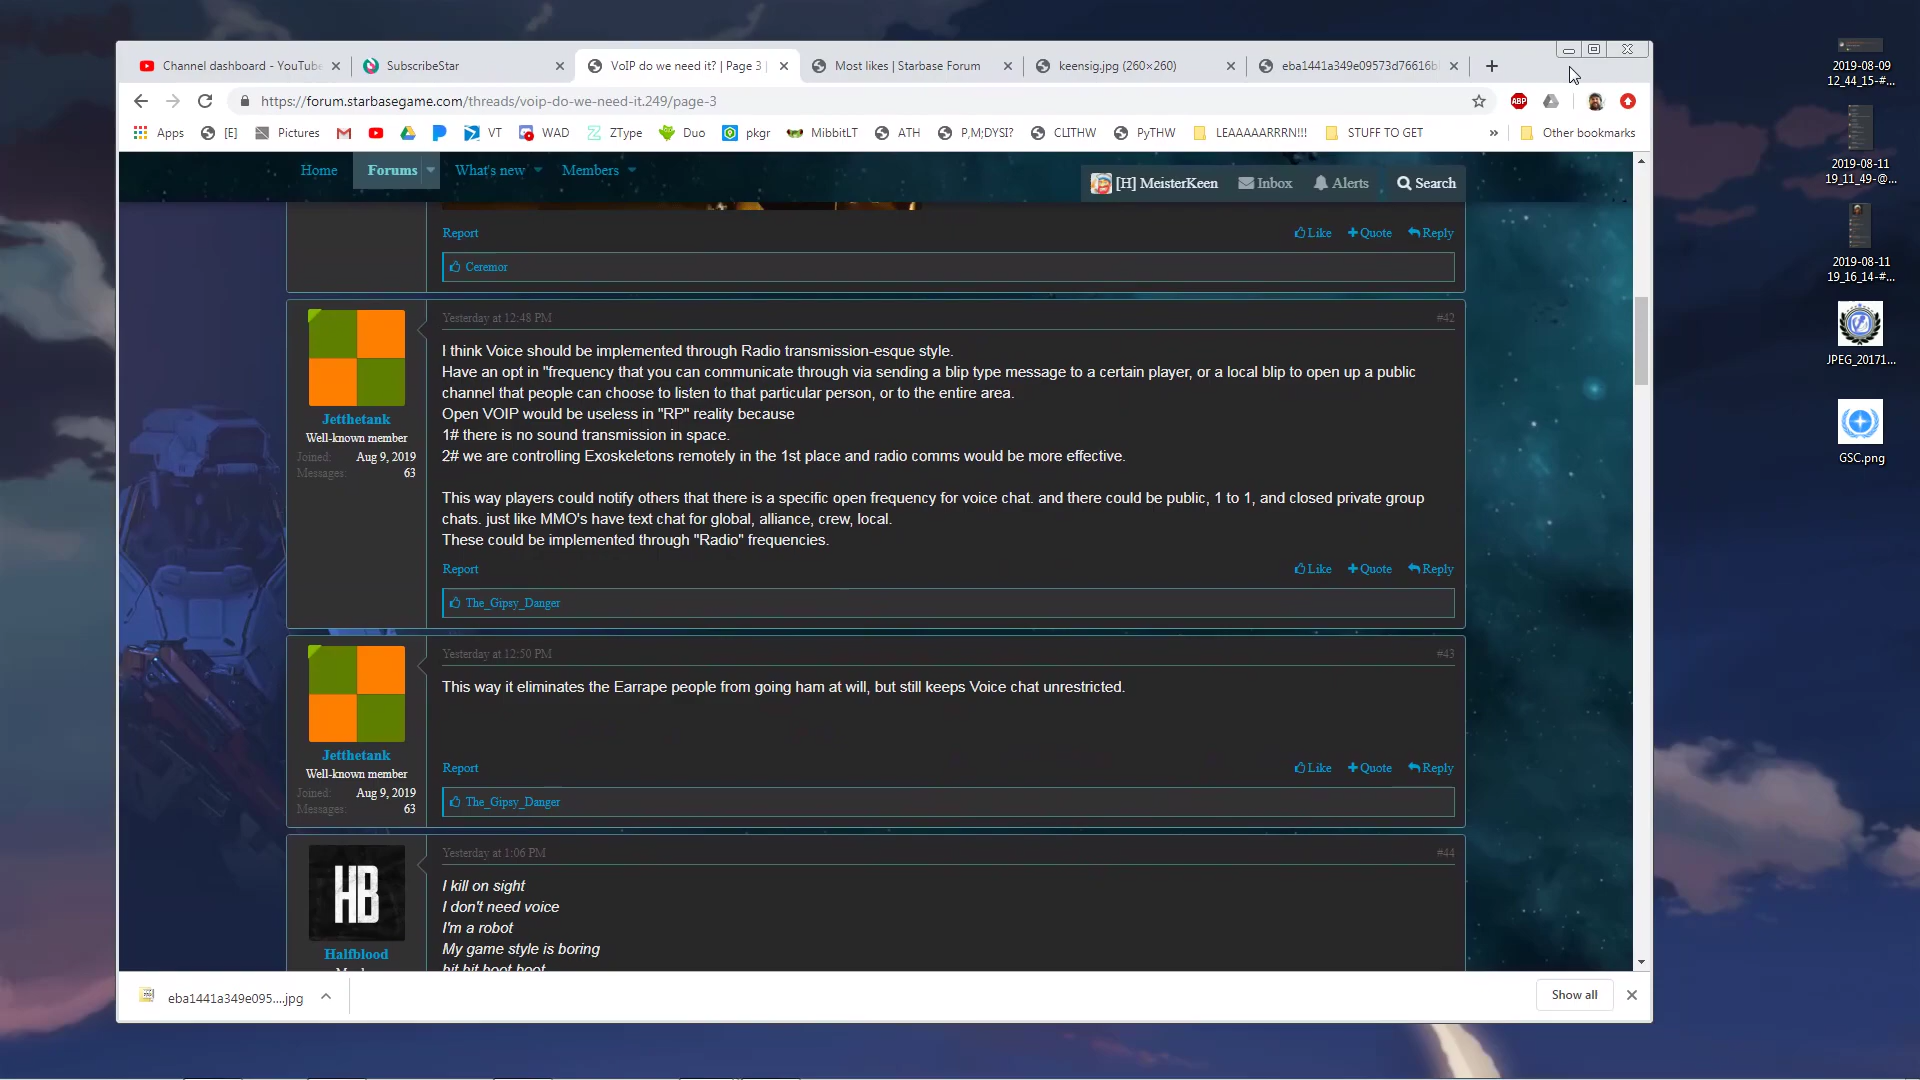 Channel dashboard - YouTube
SubscribeStar
VoIP do we need it? | Page 3 |
Most likes | Starbase Forum
keensig.jpg (260×260)
eba1441a349e09573d76616b
https://forum.starbasegame.com/threads/voip-do-we-need-it.249/page-3
ABP
Apps
[E]
Pictures
VT
WAD
ZType
Duo
pkgr
MibbitLT
ATH
P,M;DYSI?
CLITHW
PyTHW
LEAAAAARRRN!!!
STUFF TO GET
»
Other bookmarks
Home
Forums
What's new
Members
[H] MeisterKeen
Inbox
Alerts
Search
Report
Like
Quote
Reply
Ceremor
Yesterday at 12:48 PM
#42
I think Voice should be implemented through Radio transmission-esque style.
Have an opt in "frequency that you can communicate through via sending a blip type message to a certain player, or a local blip to open up a public
channel that people can choose to listen to that particular person, or to the entire area.
Open VOIP would be useless in "RP" reality because
1# there is no sound transmission in space.
2# we are controlling Exoskeletons remotely in the 1st place and radio comms would be more effective.
This way players could notify others that there is a specific open frequency for voice chat. and there could be public, 1 to 1, and closed private group
chats. just like MMO's have text chat for global, alliance, crew, local.
These could be implemented through "Radio" frequencies.
Jetthetank
Well-known member
Joined: Aug 9, 2019
Messages: 63
Report
Like
Quote
Reply
The_Gipsy_Danger
Yesterday at 12:50 PM
#43
This way it eliminates the Earrape people from going ham at will, but still keeps Voice chat unrestricted.
Jetthetank
Well-known member
Joined: Aug 9, 2019
Messages: 63
Report
Like
Quote
Reply
The_Gipsy_Danger
Yesterday at 1:06 PM
#44
HB
Halfblood
I kill on sight
I don't need voice
I'm a robot
My game style is boring
eba1441a349e095....jpg
Show all
2019-08-09
12_44_15-#...
2019-08-11
19_11_49-@...
2019-08-11
19_16_14-#...
JPEG_20171...
GSC.png